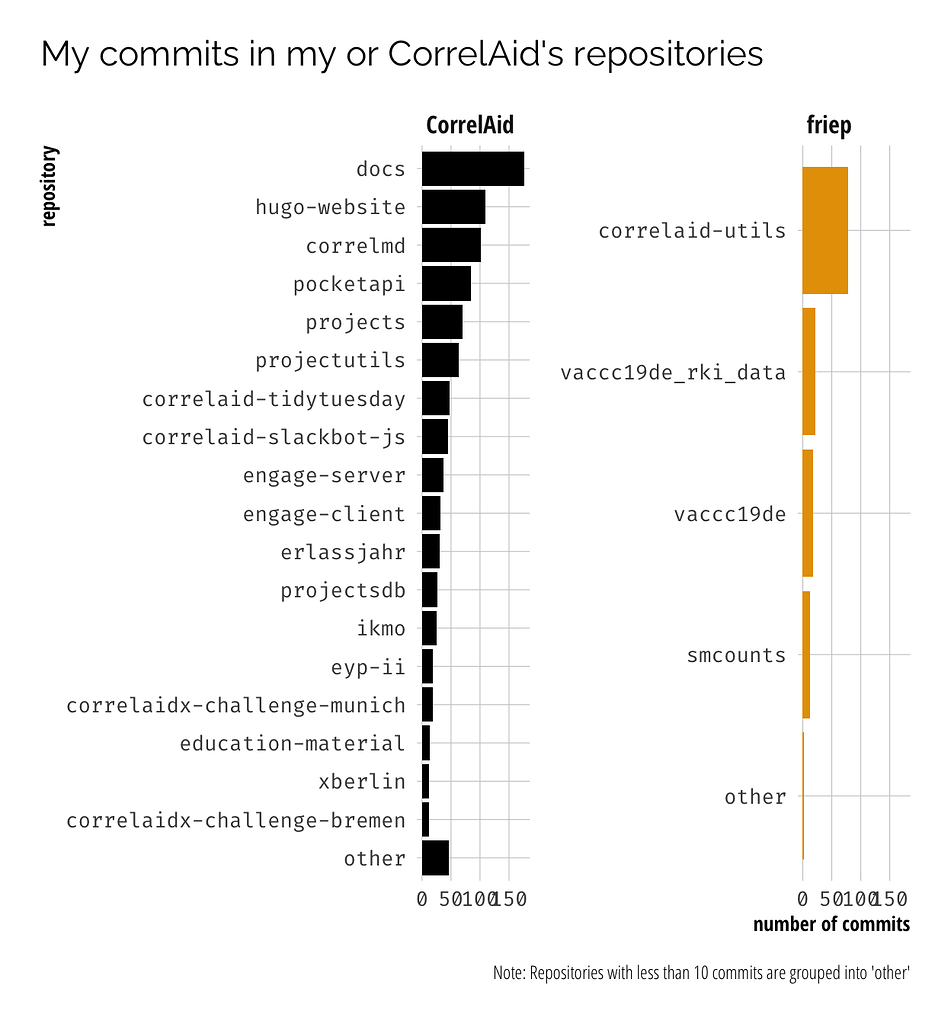 My commits in my or CorrelAid's repositories
repository
CorrelAid
docs
hugo-website
correlmd
pocketapi
projects
projectutils
correlaid-tidytuesday
correlaid-slackbot-js
engage-server
engage-client
erlassjahr
projectsdb
ikmo
eyp-ii
correlaidx-challenge-munich
education-material
xberlin
correlaidx-challenge-bremen
other
0 50 100 150
friep
correlaid-utils
vaccc19de_rki_data
vaccc19de
smcounts
other
0 50 100 150
number of commits
Note: Repositories with less than 10 commits are grouped into 'other'